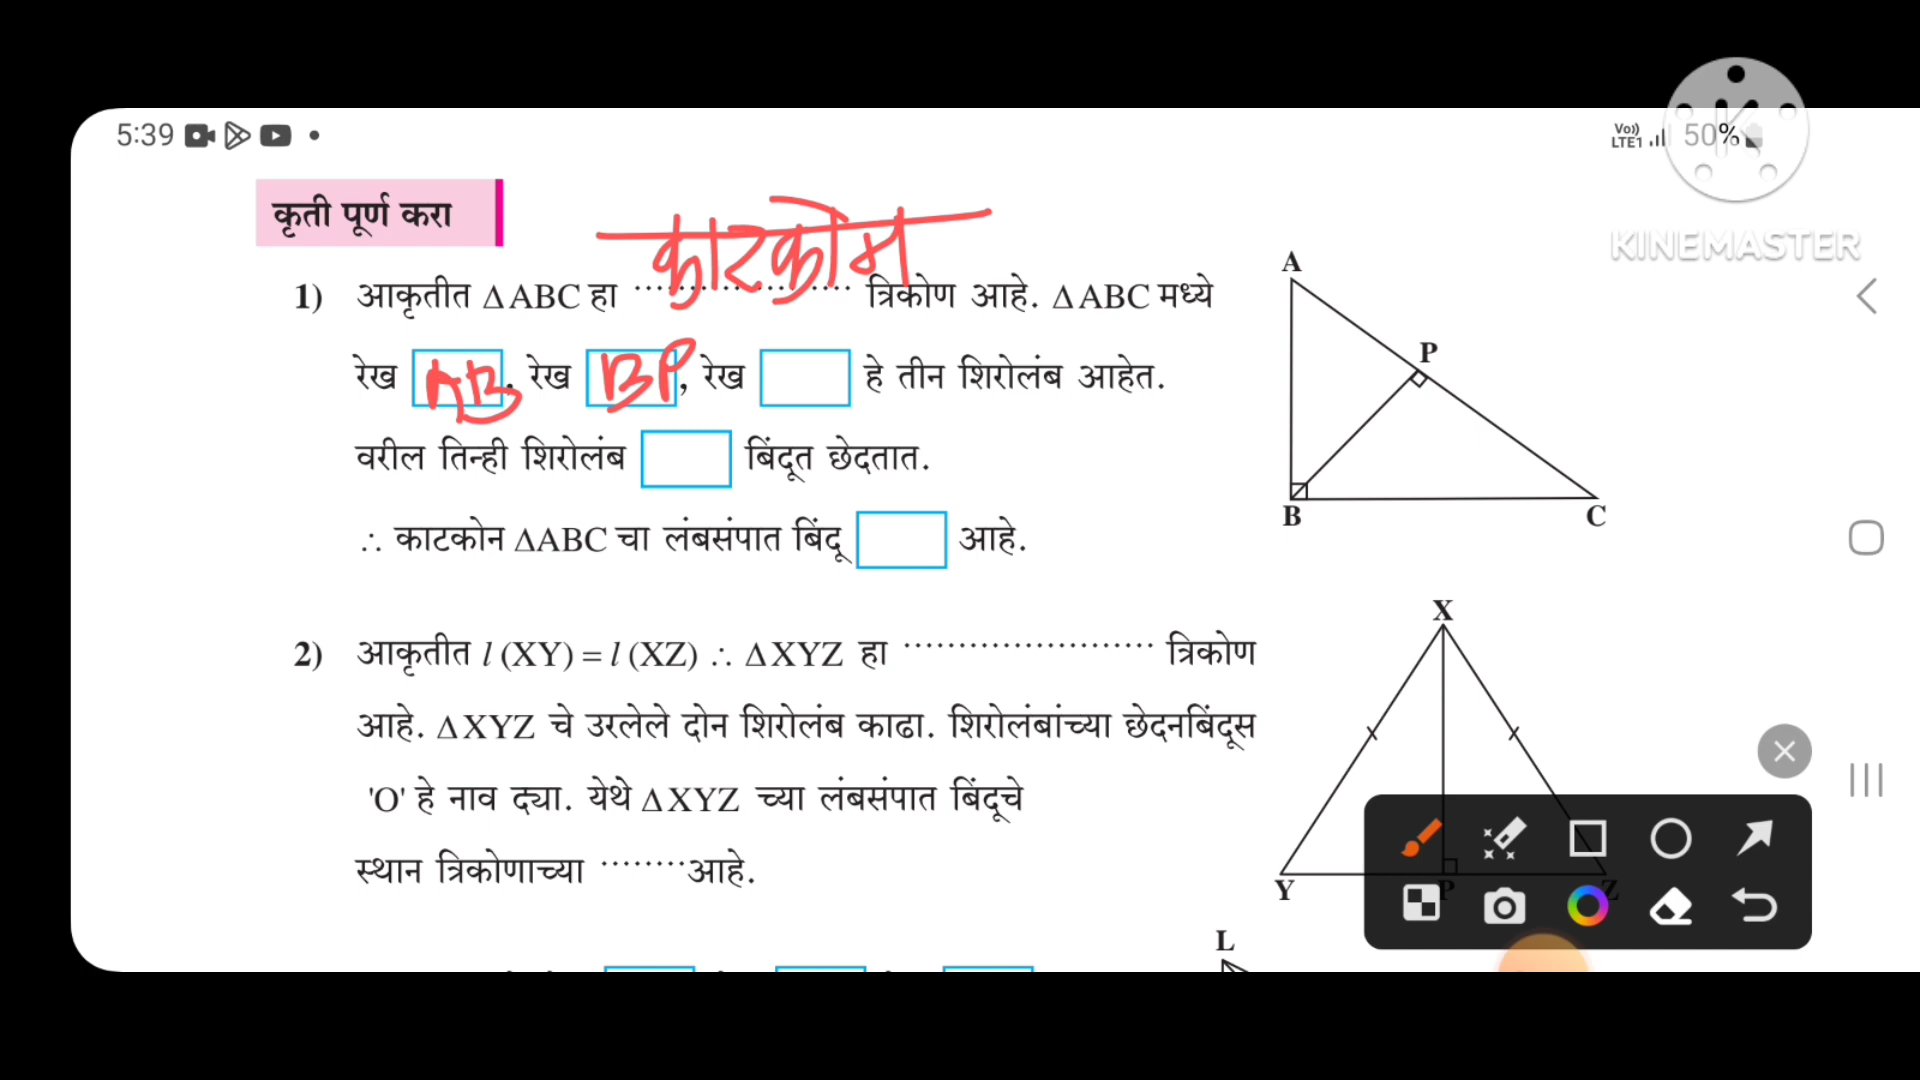 5:39
Vo)) LTE1 50%
KINEMASTER
कृती पूर्ण करा
काटकोन
1) आकृतीत ΔABC हा ........................ त्रिकोण आहे. ΔABC मध्ये
रेख AB, रेख BP, रेख हे तीन शिरोलंब आहेत.
वरील तिन्ही शिरोलंब बिंदूत छेदतात.
∴ काटकोन ΔABC चा लंबसंपात बिंदू आहे.
A
P
B
C
2) आकृतीत l (XY) = l (XZ) ∴ ΔXYZ हा ........................ त्रिकोण
आहे. ΔXYZ चे उरलेले दोन शिरोलंब काढा. शिरोलंबांच्या छेदनबिंदूस
'O' हे नाव द्या. येथे ΔXYZ च्या लंबसंपात बिंदूचे
स्थान त्रिकोणाच्या ........ आहे.
X
Y
P
Z
L